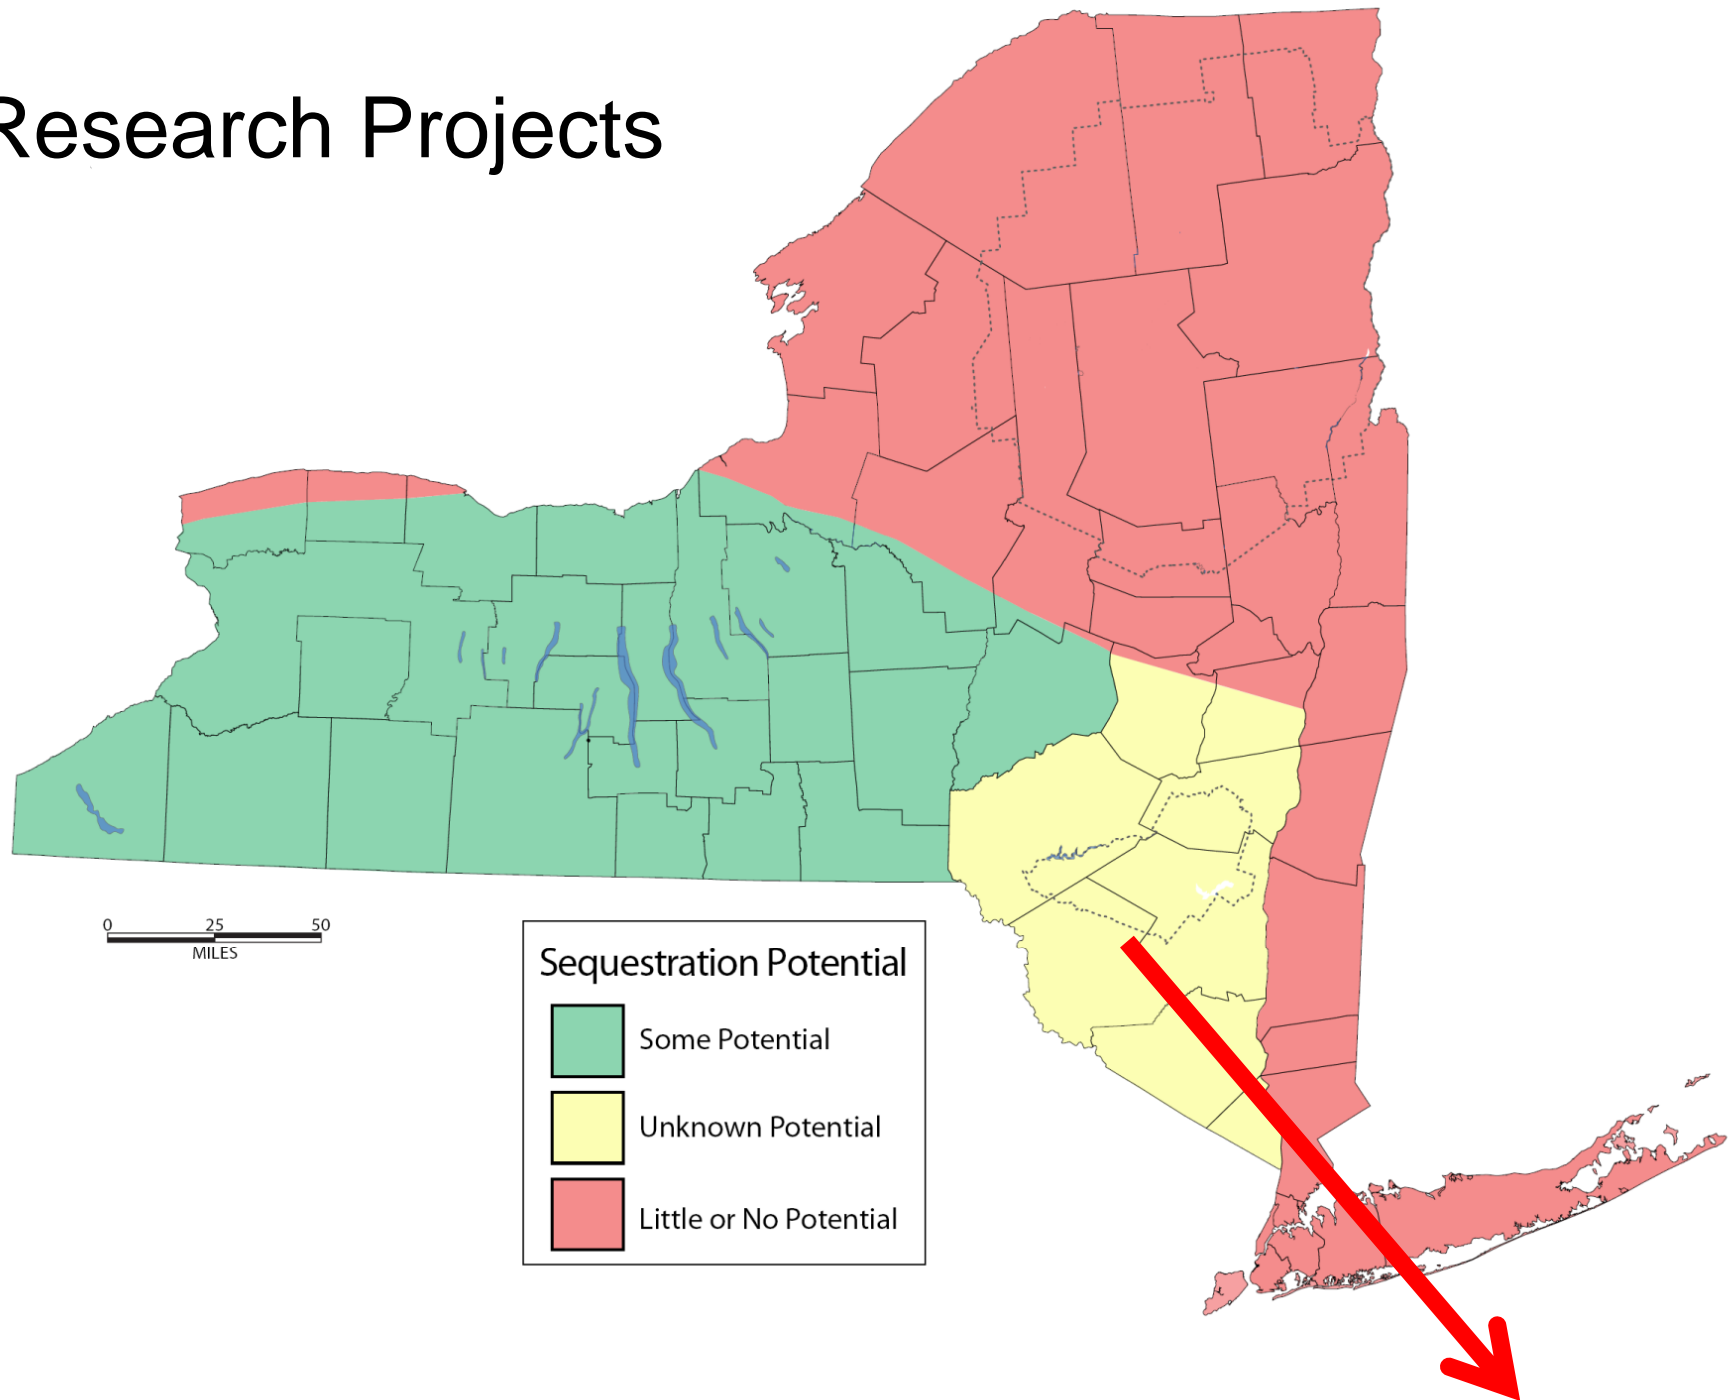 Research Projects
0 25 50
MILES
Sequestration Potential
Some Potential
Unknown Potential
Little or No Potential